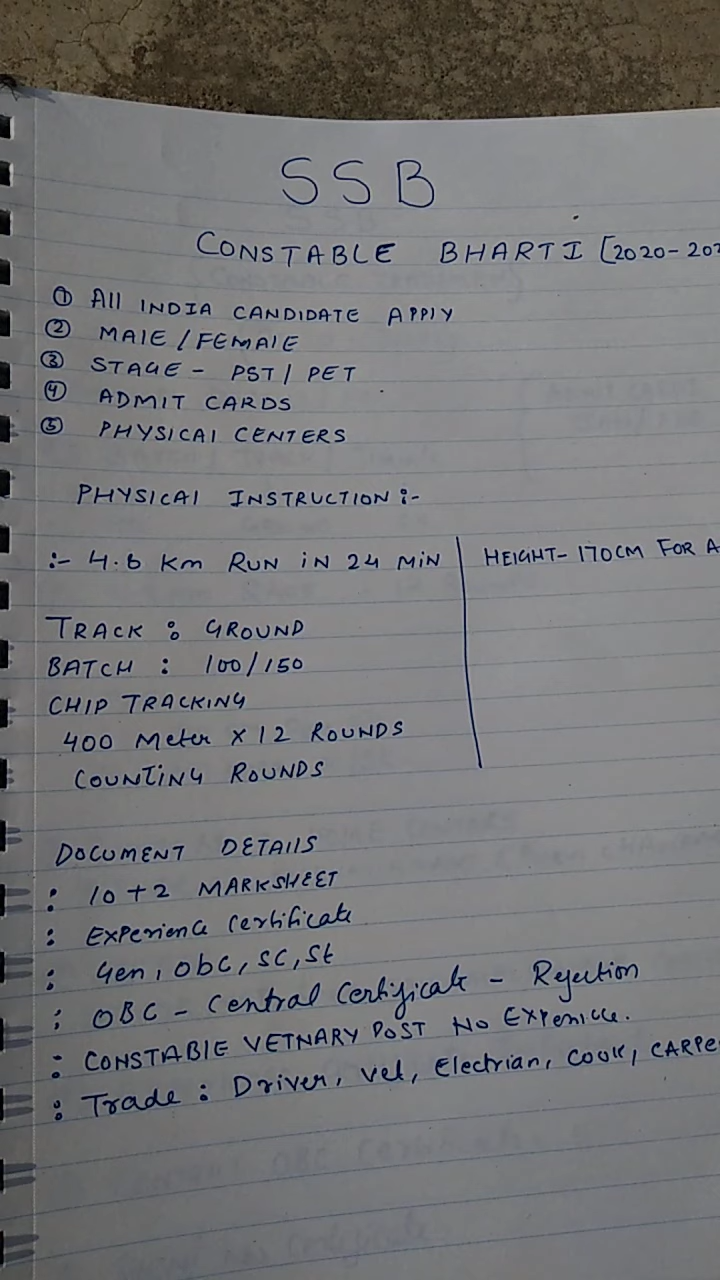 SSB
CONSTABLE BHARTI [2020-202
① All INDIA CANDIDATE APPLY
② MALE / FEMALE
③ STAGE - PST / PET
④ ADMIT CARDS
⑤ PHYSICAL CENTERS
PHYSICAL INSTRUCTION :-
:- 4.8 Km RUN iN 24 MiN
HEIGHT- 170CM FOR A
TRACK : GROUND
BATCH : 100/150
CHIP TRACKING
400 Meter X 12 ROUNDS
COUNTING ROUNDS
DOCUMENT DETAILS
: 10 + 2 MARKSHEET
: Experience Certificate
: Gen, Obc, SC, St
: OBC - Central Certificate - Rejection
: CONSTABLE VETNARY POST NO EXPERICCE.
: Trade : Driver, Vet, Electrian, Cook, CARPE